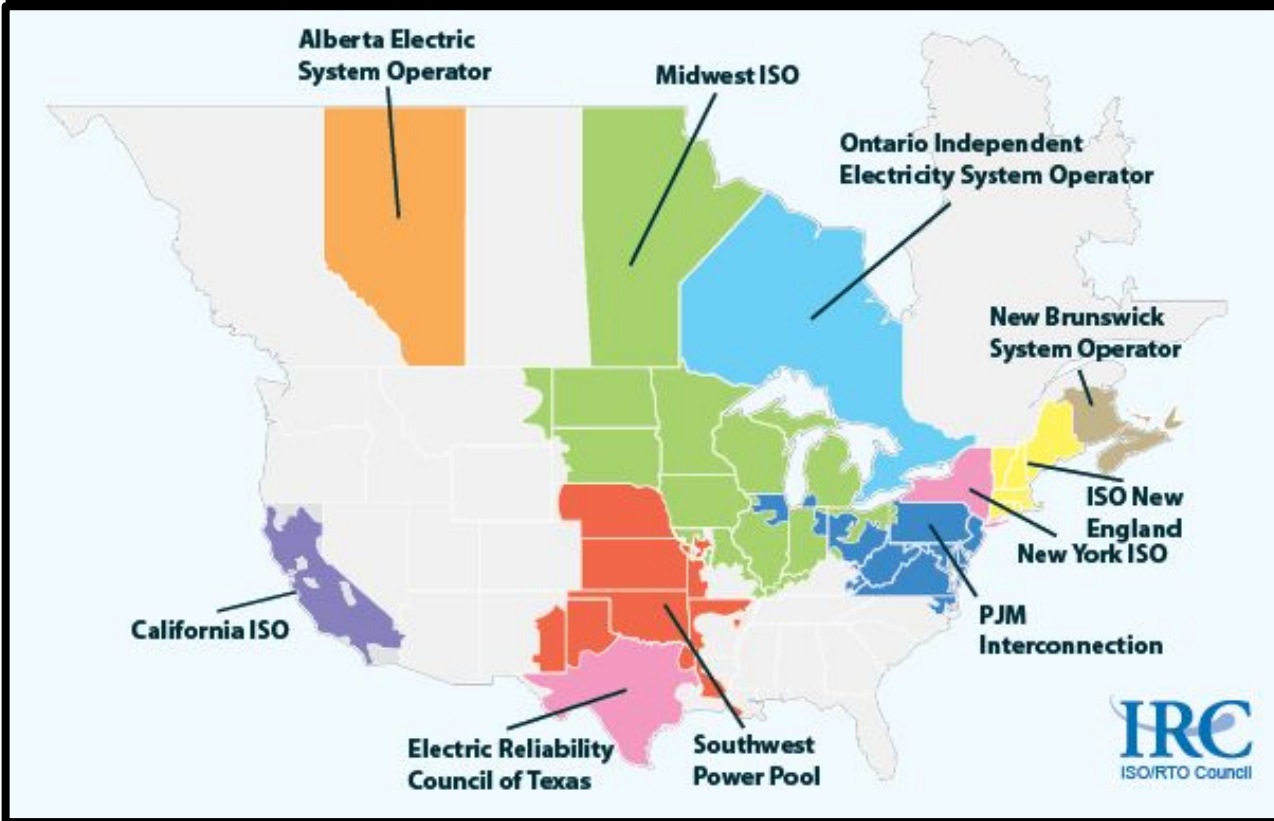 Alberta Electric
System Operator
Midwest ISO
Ontario Independent
Electricity System Operator
New Brunswick
System Operator
ISO New
England
New York ISO
PJM
Interconnection
California ISO
Electric Reliability
Council of Texas
Southwest
Power Pool
IRC
ISO/RTO Council